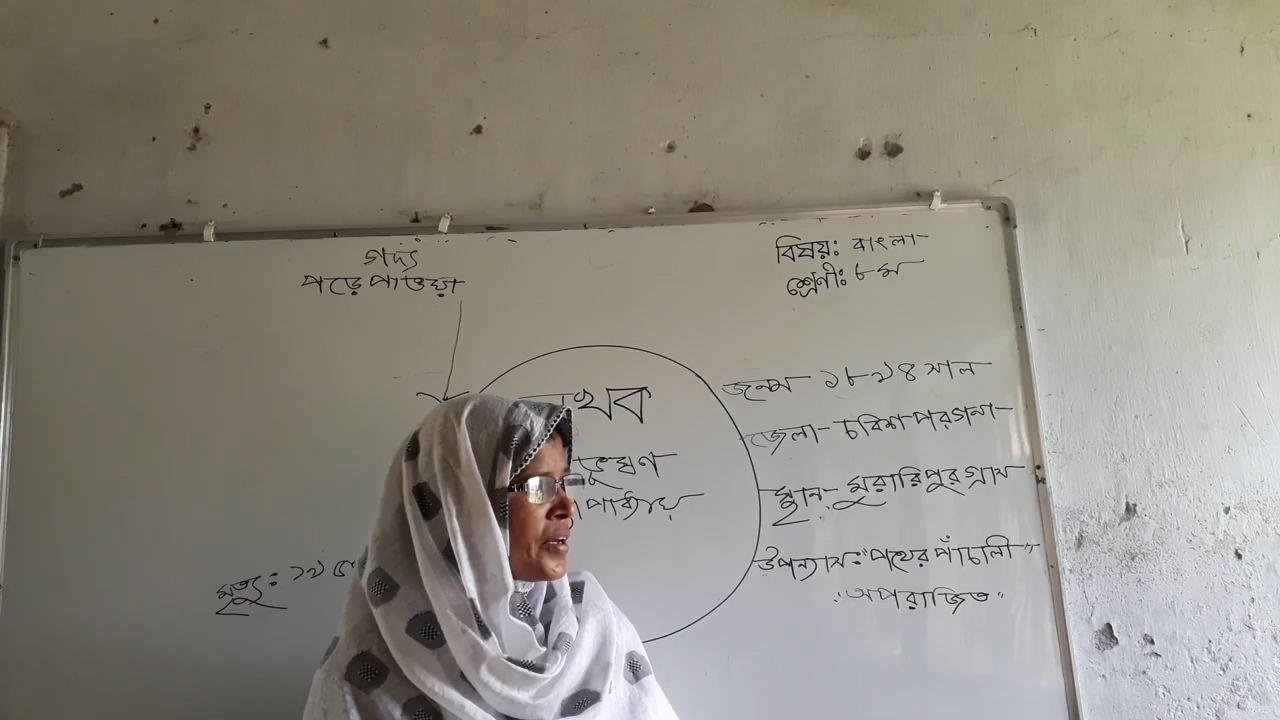 গদ্য
পড়ে পাওয়া
বিষয়: বাংলা
শ্রেণী: ৮ম
জন্ম ১৮৯৪ সাল
জেলা- চব্বিশ পরগনা
স্থান- মুরারিপুর গ্রাম
উপন্যাস: "পথের পাঁচালী"
"অপরাজিত"
মৃত্যু: